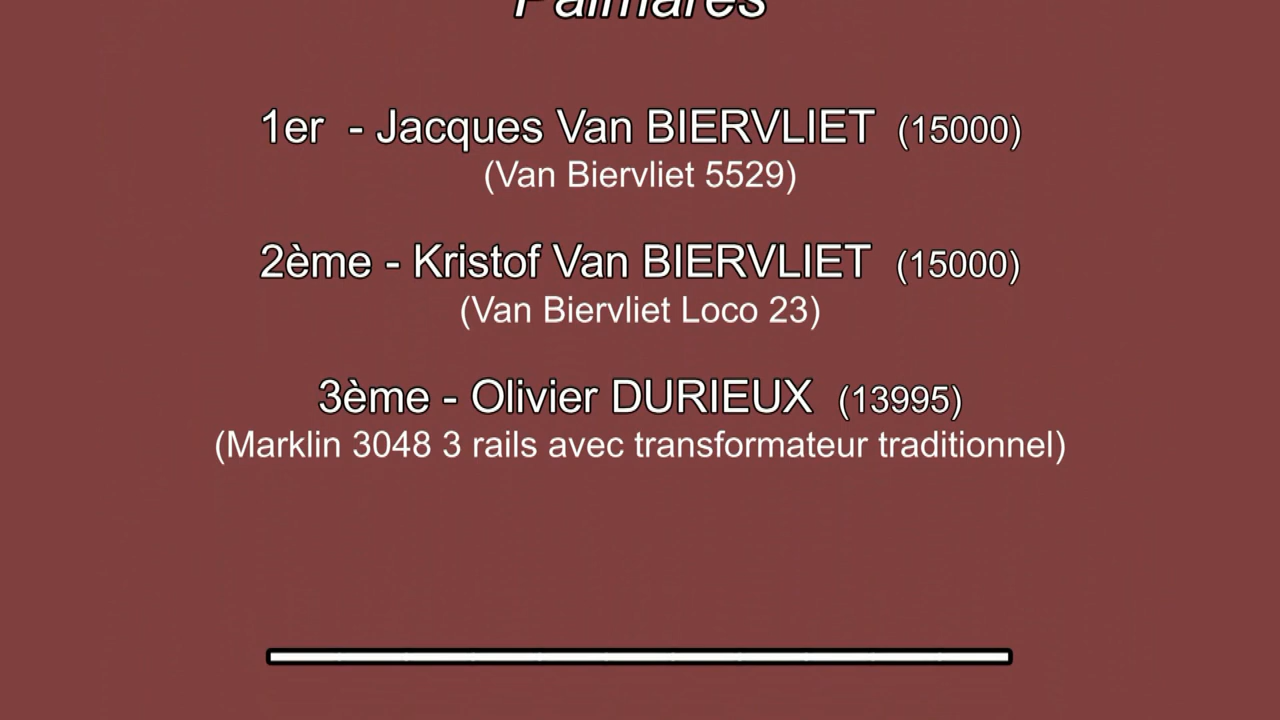 Palmarès
1er - Jacques Van BIERVLIET (15000)
(Van Biervliet 5529)
2ème - Kristof Van BIERVLIET (15000)
(Van Biervliet Loco 23)
3ème - Olivier DURIEUX (13995)
(Marklin 3048 3 rails avec transformateur traditionnel)